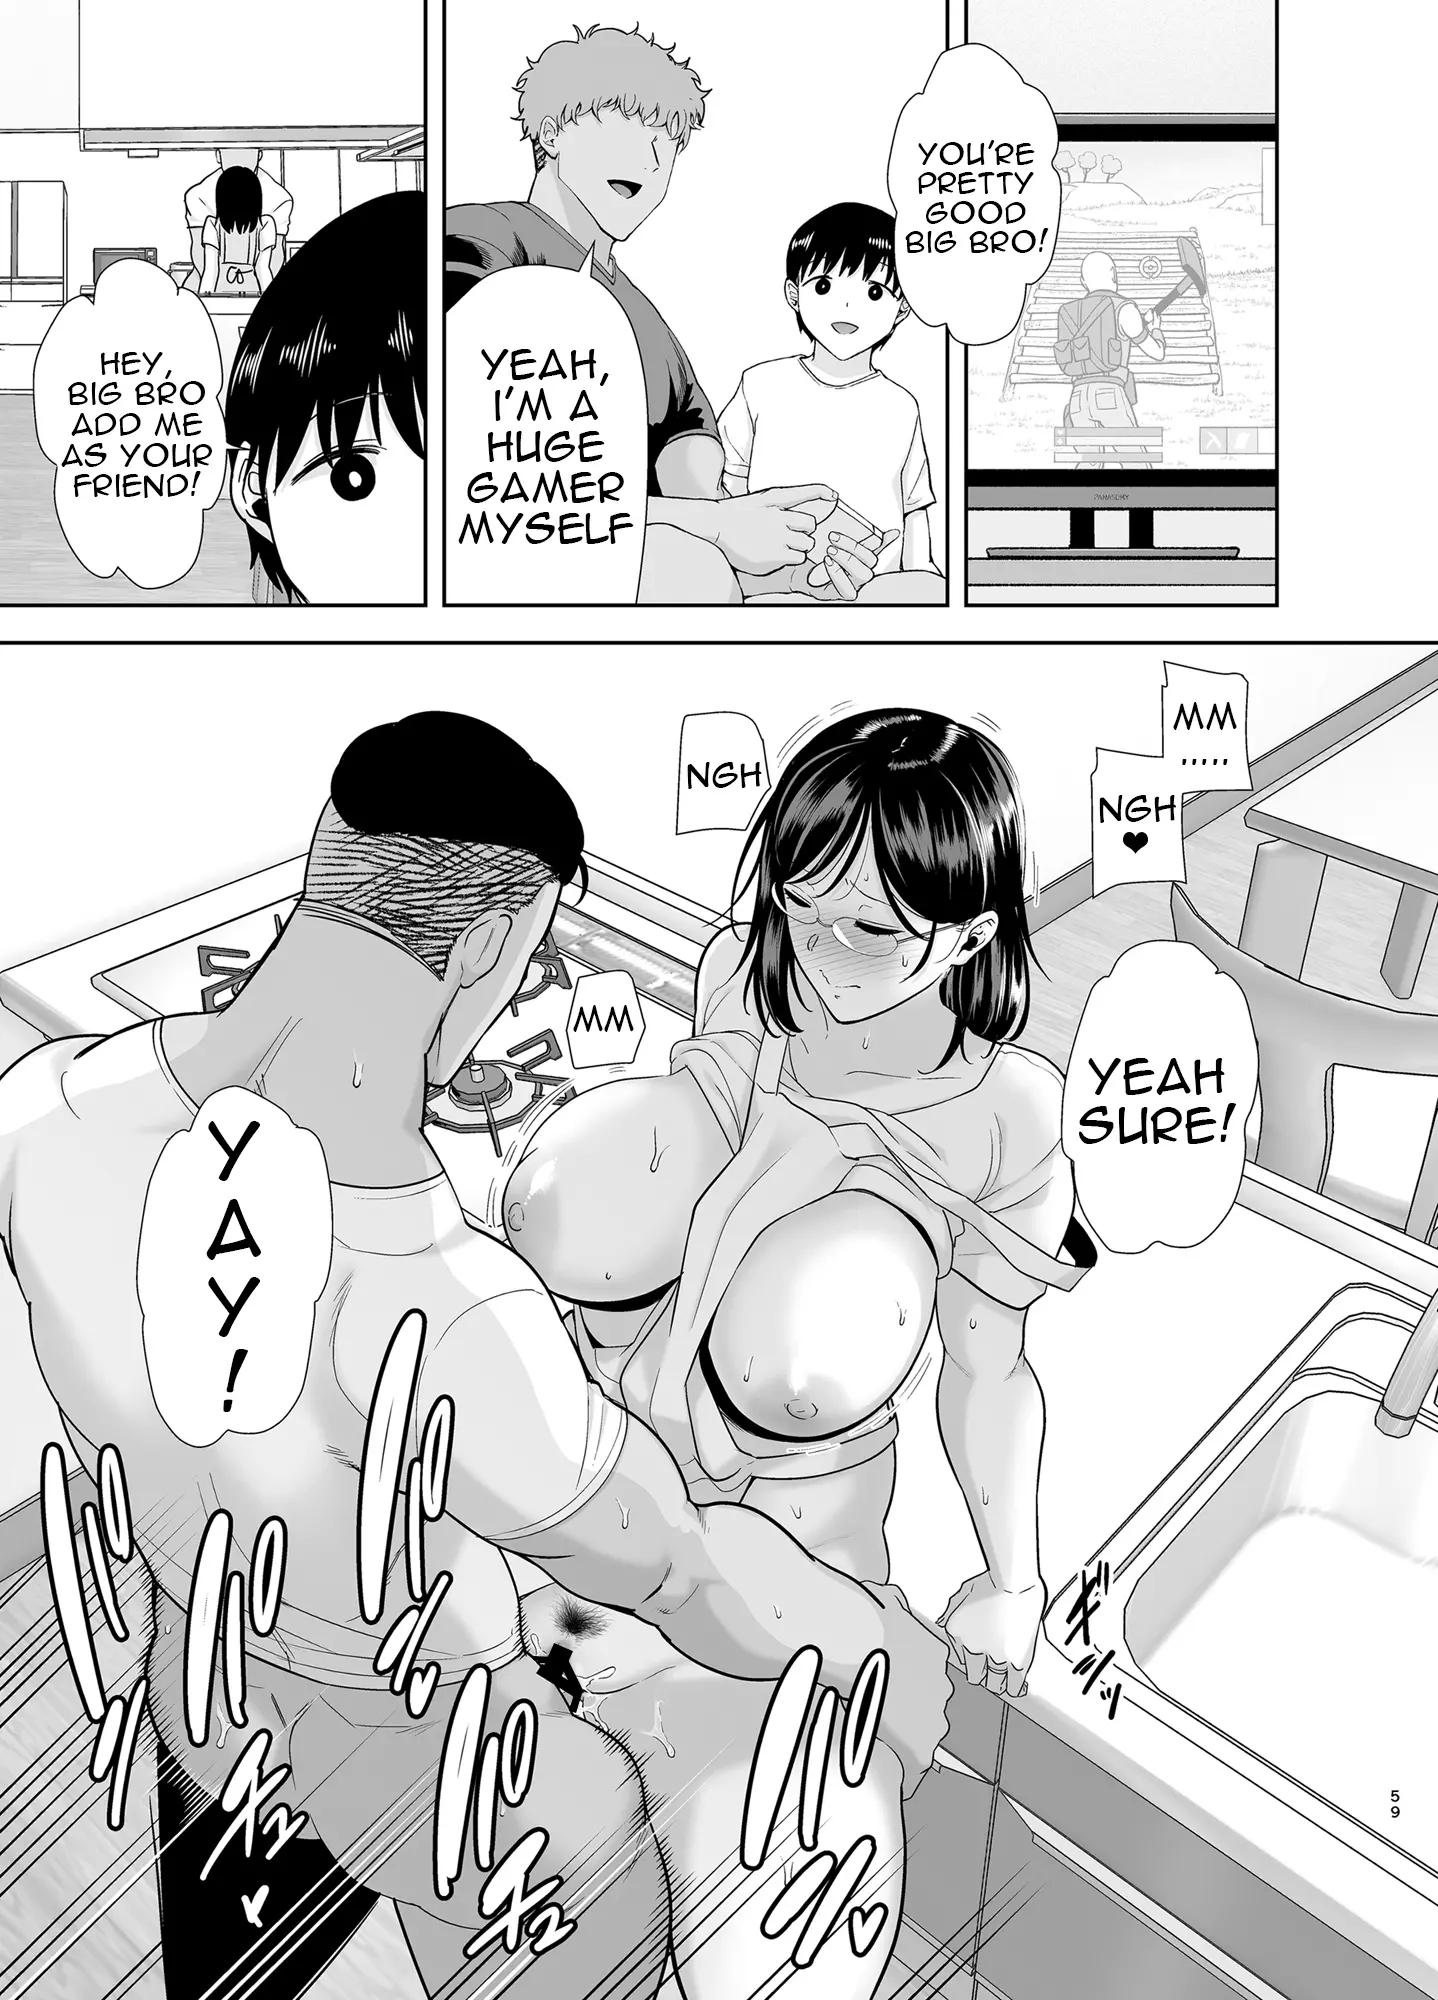 YOU'RE
PRETTY
GOOD
BIG BRO!
PANASONY
YEAH,
I'M A
HUGE
GAMER
MYSELF
HEY,
BIG BRO
ADD ME
AS YOUR
FRIEND!
MM
.....
NGH
♥
NGH
MM
YEAH
SURE!
YAY!
59